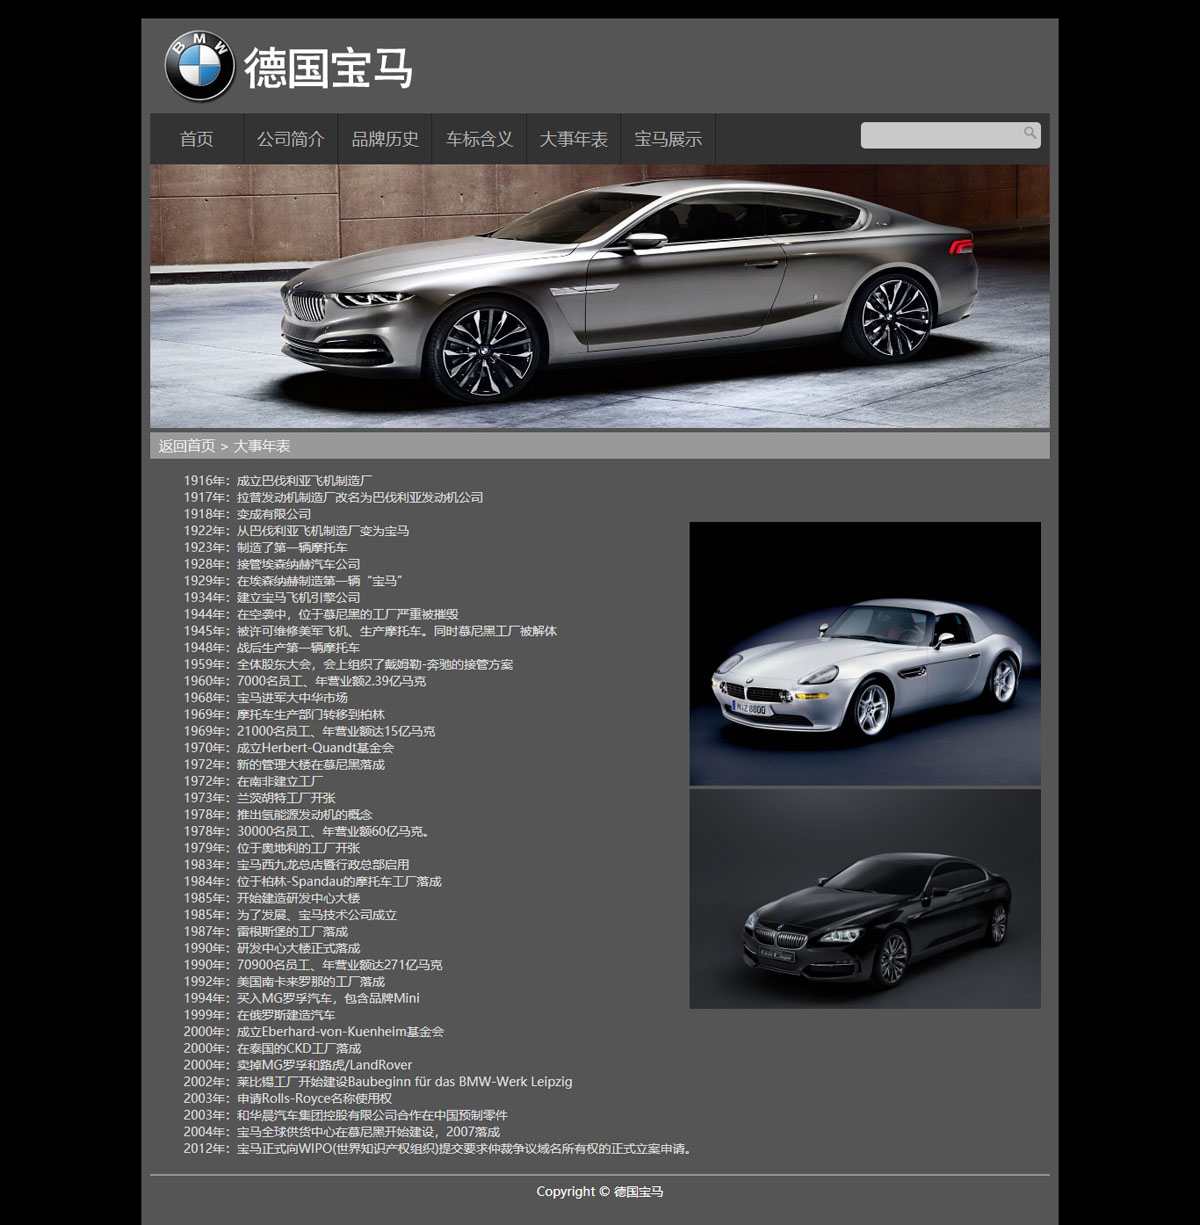 BMW 德国宝马
首页 公司简介 品牌历史 车标含义 大事年表 宝马展示
返回首页 > 大事年表
1916年：成立巴伐利亚飞机制造厂
1917年：拉普发动机制造厂改名为巴伐利亚发动机公司
1918年：变成有限公司
1922年：从巴伐利亚飞机制造厂变为宝马
1923年：制造了第一辆摩托车
1928年：接管埃森纳赫汽车公司
1929年：在埃森纳赫制造第一辆“宝马”
1934年：建立宝马飞机引擎公司
1944年：在空袭中，位于慕尼黑的工厂严重被摧毁
1945年：被许可维修美军飞机、生产摩托车。同时慕尼黑工厂被解体
1948年：战后生产第一辆摩托车
1959年：全体股东大会，会上组织了戴姆勒-奔驰的接管方案
1960年：7000名员工、年营业额2.39亿马克
1968年：宝马进军大中华市场
1969年：摩托车生产部门转移到柏林
1969年：21000名员工、年营业额达15亿马克
1970年：成立Herbert-Quandt基金会
1972年：新的管理大楼在慕尼黑落成
1972年：在南非建立工厂
1973年：兰茨胡特工厂开张
1978年：推出氢能源发动机的概念
1978年：30000名员工、年营业额60亿马克。
1979年：位于奥地利的工厂开张
1983年：宝马西九龙总店暨行政总部启用
1984年：位于柏林-Spandau的摩托车工厂落成
1985年：开始建造研发中心大楼
1985年：为了发展、宝马技术公司成立
1987年：雷根斯堡的工厂落成
1990年：研发中心大楼正式落成
1990年：70900名员工、年营业额达271亿马克
1992年：美国南卡来罗那的工厂落成
1994年：买入MG罗孚汽车，包含品牌Mini
1999年：在俄罗斯建造汽车
2000年：成立Eberhard-von-Kuenheim基金会
2000年：在泰国的CKD工厂落成
2000年：卖掉MG罗孚和路虎/LandRover
2002年：莱比锡工厂开始建设Baubeginn für das BMW-Werk Leipzig
2003年：申请Rolls-Royce名称使用权
2003年：和华晨汽车集团控股有限公司合作在中国预制零件
2004年：宝马全球供货中心在慕尼黑开始建设，2007落成
2012年：宝马正式向WIPO(世界知识产权组织)提交要求仲裁争议域名所有权的正式立案申请。
M·Z 8800
Copyright © 德国宝马